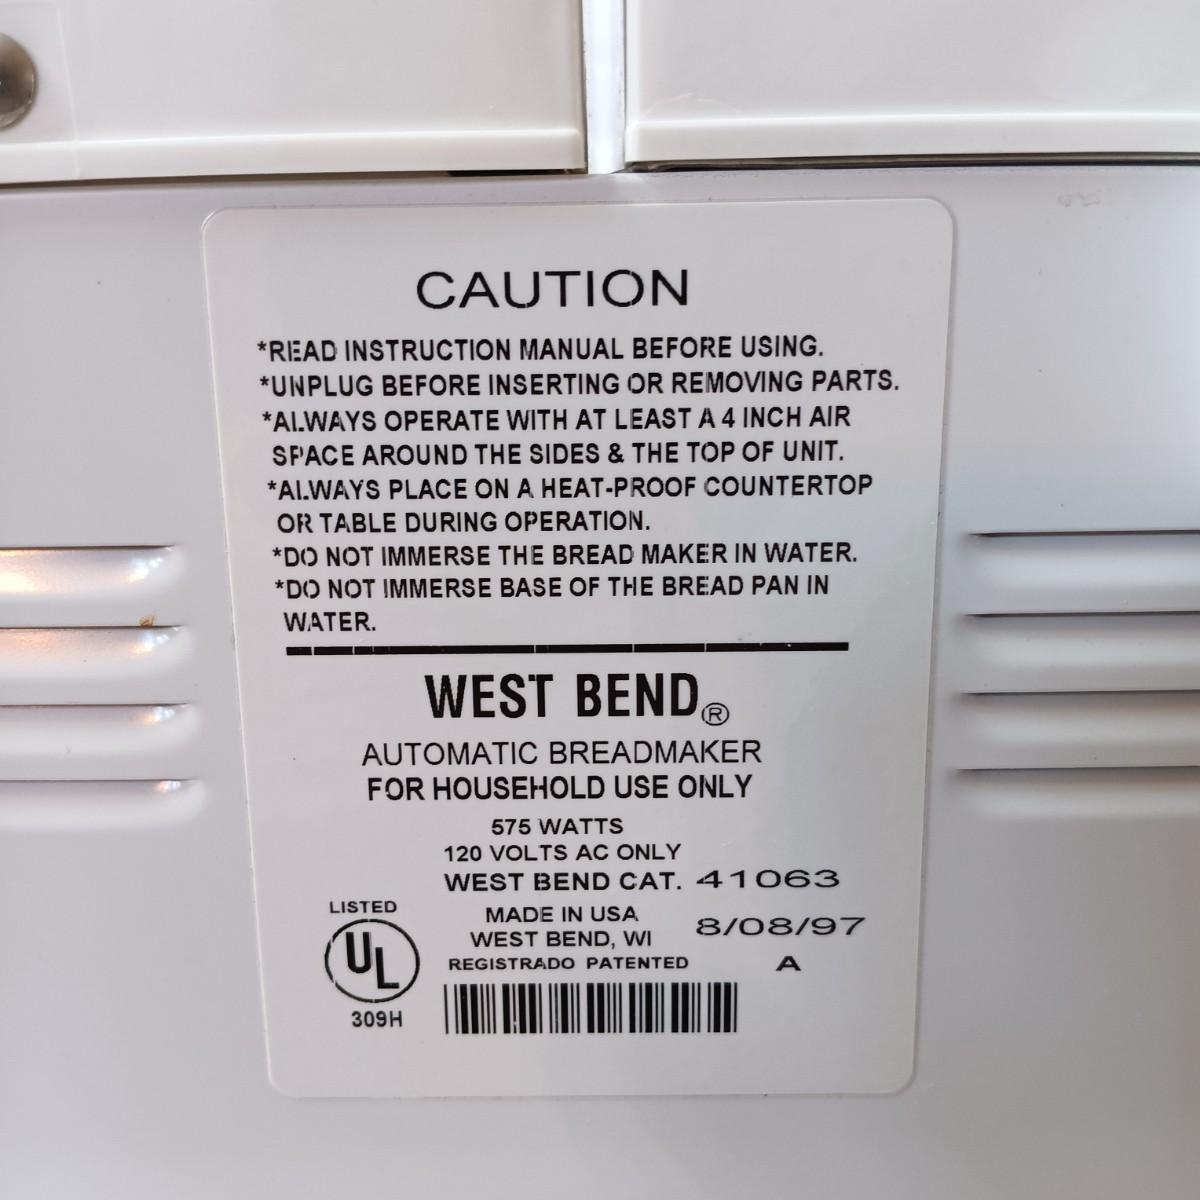 CAUTION
*READ INSTRUCTION MANUAL BEFORE USING.
*UNPLUG BEFORE INSERTING OR REMOVING PARTS.
*ALWAYS OPERATE WITH AT LEAST A 4 INCH AIR
SPACE AROUND THE SIDES & THE TOP OF UNIT.
*ALWAYS PLACE ON A HEAT-PROOF COUNTERTOP
OR TABLE DURING OPERATION.
*DO NOT IMMERSE THE BREAD MAKER IN WATER.
*DO NOT IMMERSE BASE OF THE BREAD PAN IN
WATER.
WEST BEND®
AUTOMATIC BREADMAKER
FOR HOUSEHOLD USE ONLY
575 WATTS
120 VOLTS AC ONLY
WEST BEND CAT. 41063
LISTED
UL
309H
MADE IN USA
WEST BEND, WI
8/08/97
REGISTRADO PATENTED
A